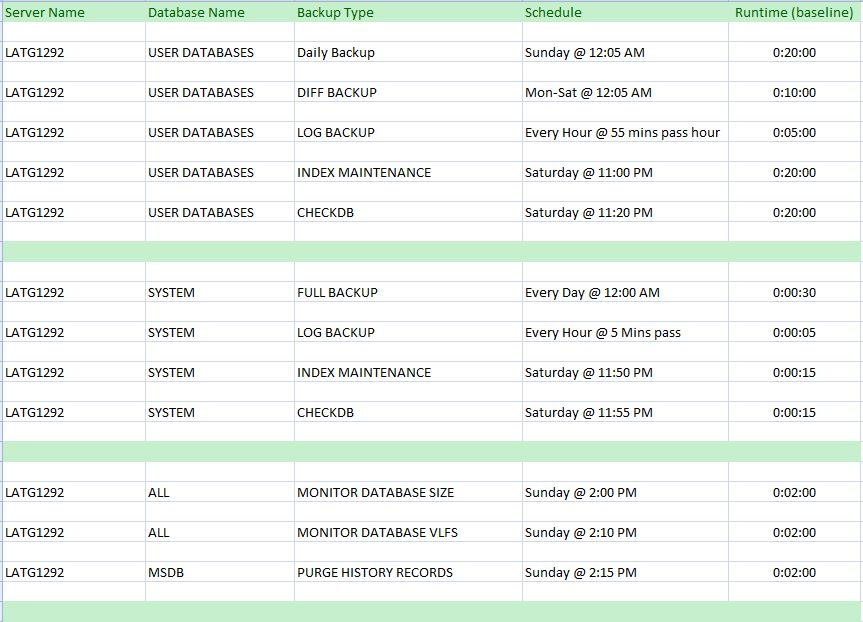 Server Name Database Name Backup Type Schedule Runtime (baseline)
LATG1292 USER DATABASES Daily Backup Sunday @ 12:05 AM 0:20:00
LATG1292 USER DATABASES DIFF BACKUP Mon-Sat @ 12:05 AM 0:10:00
LATG1292 USER DATABASES LOG BACKUP Every Hour @ 55 mins pass hour 0:05:00
LATG1292 USER DATABASES INDEX MAINTENANCE Saturday @ 11:00 PM 0:20:00
LATG1292 USER DATABASES CHECKDB Saturday @ 11:20 PM 0:20:00
LATG1292 SYSTEM FULL BACKUP Every Day @ 12:00 AM 0:00:30
LATG1292 SYSTEM LOG BACKUP Every Hour @ 5 Mins pass 0:00:05
LATG1292 SYSTEM INDEX MAINTENANCE Saturday @ 11:50 PM 0:00:15
LATG1292 SYSTEM CHECKDB Saturday @ 11:55 PM 0:00:15
LATG1292 ALL MONITOR DATABASE SIZE Sunday @ 2:00 PM 0:02:00
LATG1292 ALL MONITOR DATABASE VLFS Sunday @ 2:10 PM 0:02:00
LATG1292 MSDB PURGE HISTORY RECORDS Sunday @ 2:15 PM 0:02:00